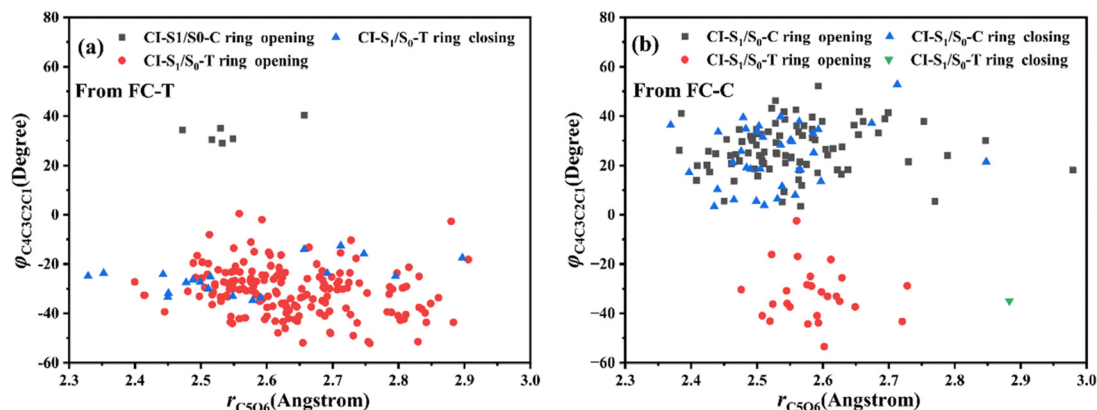 (a)
CI-S1/S0-C ring opening
CI-S₁/S₀-T ring closing
CI-S₁/S₀-T ring opening
From FC-T
φC4C3C2C1(Degree)
80
60
40
20
0
-20
-40
-60
2.3 2.4 2.5 2.6 2.7 2.8 2.9 3.0
rC5O6(Angstrom)
(b)
CI-S₁/S₀-C ring opening
CI-S₁/S₀-C ring closing
CI-S₁/S₀-T ring opening
CI-S₁/S₀-T ring closing
From FC-C
φC4C3C2C1(Degree)
80
60
40
20
0
−20
−40
−60
2.3 2.4 2.5 2.6 2.7 2.8 2.9 3.0
rC5O6(Angstrom)